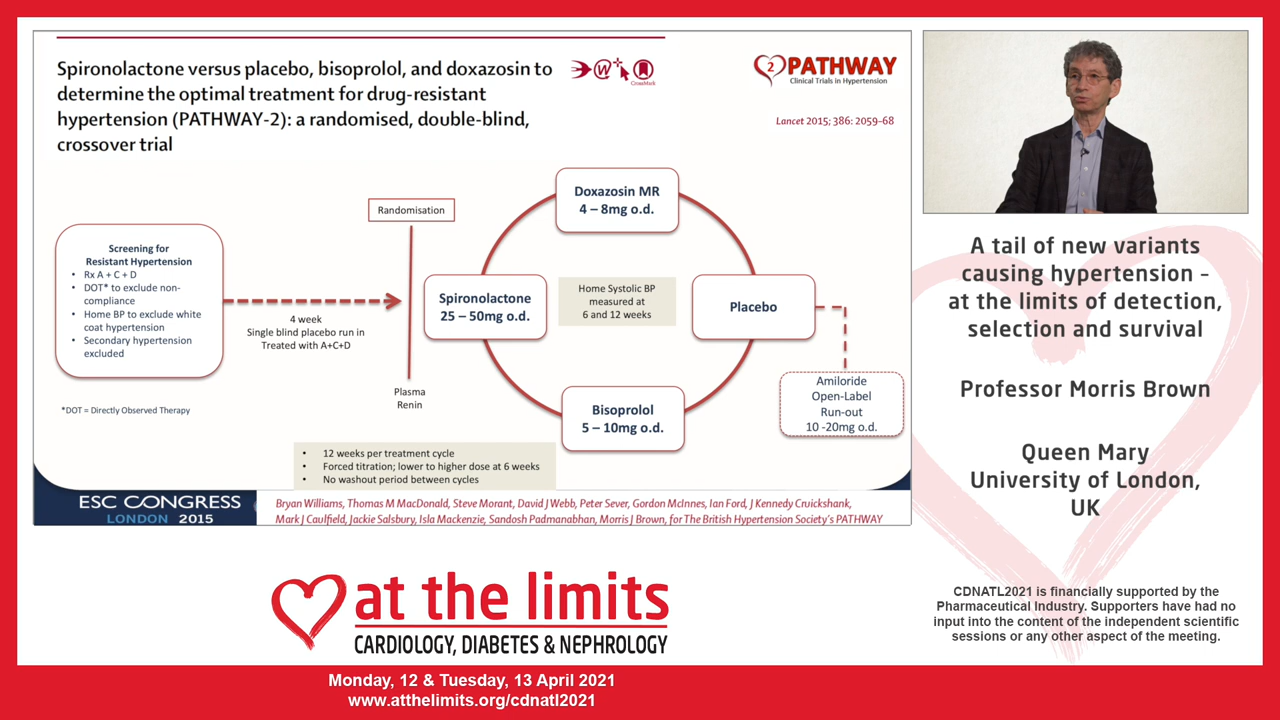 Spironolactone versus placebo, bisoprolol, and doxazosin to
determine the optimal treatment for drug-resistant
hypertension (PATHWAY-2): a randomised, double-blind,
crossover trial
W
CrossMark
2
PATHWAY
Clinical Trials in Hypertension
Lancet 2015; 386: 2059–68
Screening for
Resistant Hypertension
• Rx A + C + D
• DOT* to exclude non-
compliance
• Home BP to exclude white
coat hypertension
• Secondary hypertension
excluded
*DOT = Directly Observed Therapy
4 week
Single blind placebo run in
Treated with A+C+D
Randomisation
Plasma
Renin
Doxazosin MR
4 – 8mg o.d.
Spironolactone
25 – 50mg o.d.
Home Systolic BP
measured at
6 and 12 weeks
Placebo
Bisoprolol
5 – 10mg o.d.
Amiloride
Open-Label
Run-out
10 -20mg o.d.
• 12 weeks per treatment cycle
• Forced titration; lower to higher dose at 6 weeks
• No washout period between cycles
ESC CONGRESS
LONDON 2015
Bryan Williams, Thomas M MacDonald, Steve Morant, David J Webb, Peter Sever, Gordon McInnes, Ian Ford, J Kennedy Cruickshank,
Mark J Caulfield, Jackie Salsbury, Isla Mackenzie, Sandosh Padmanabhan, Morris J Brown, for The British Hypertension Society's PATHWAY
A tail of new variants
causing hypertension –
at the limits of detection,
selection and survival
Professor Morris Brown
Queen Mary
University of London,
UK
CDNATL2021 is financially supported by the
Pharmaceutical Industry. Supporters have had no
input into the content of the independent scientific
sessions or any other aspect of the meeting.
at the limits
CARDIOLOGY, DIABETES & NEPHROLOGY
Monday, 12 & Tuesday, 13 April 2021
www.atthelimits.org/cdnatl2021